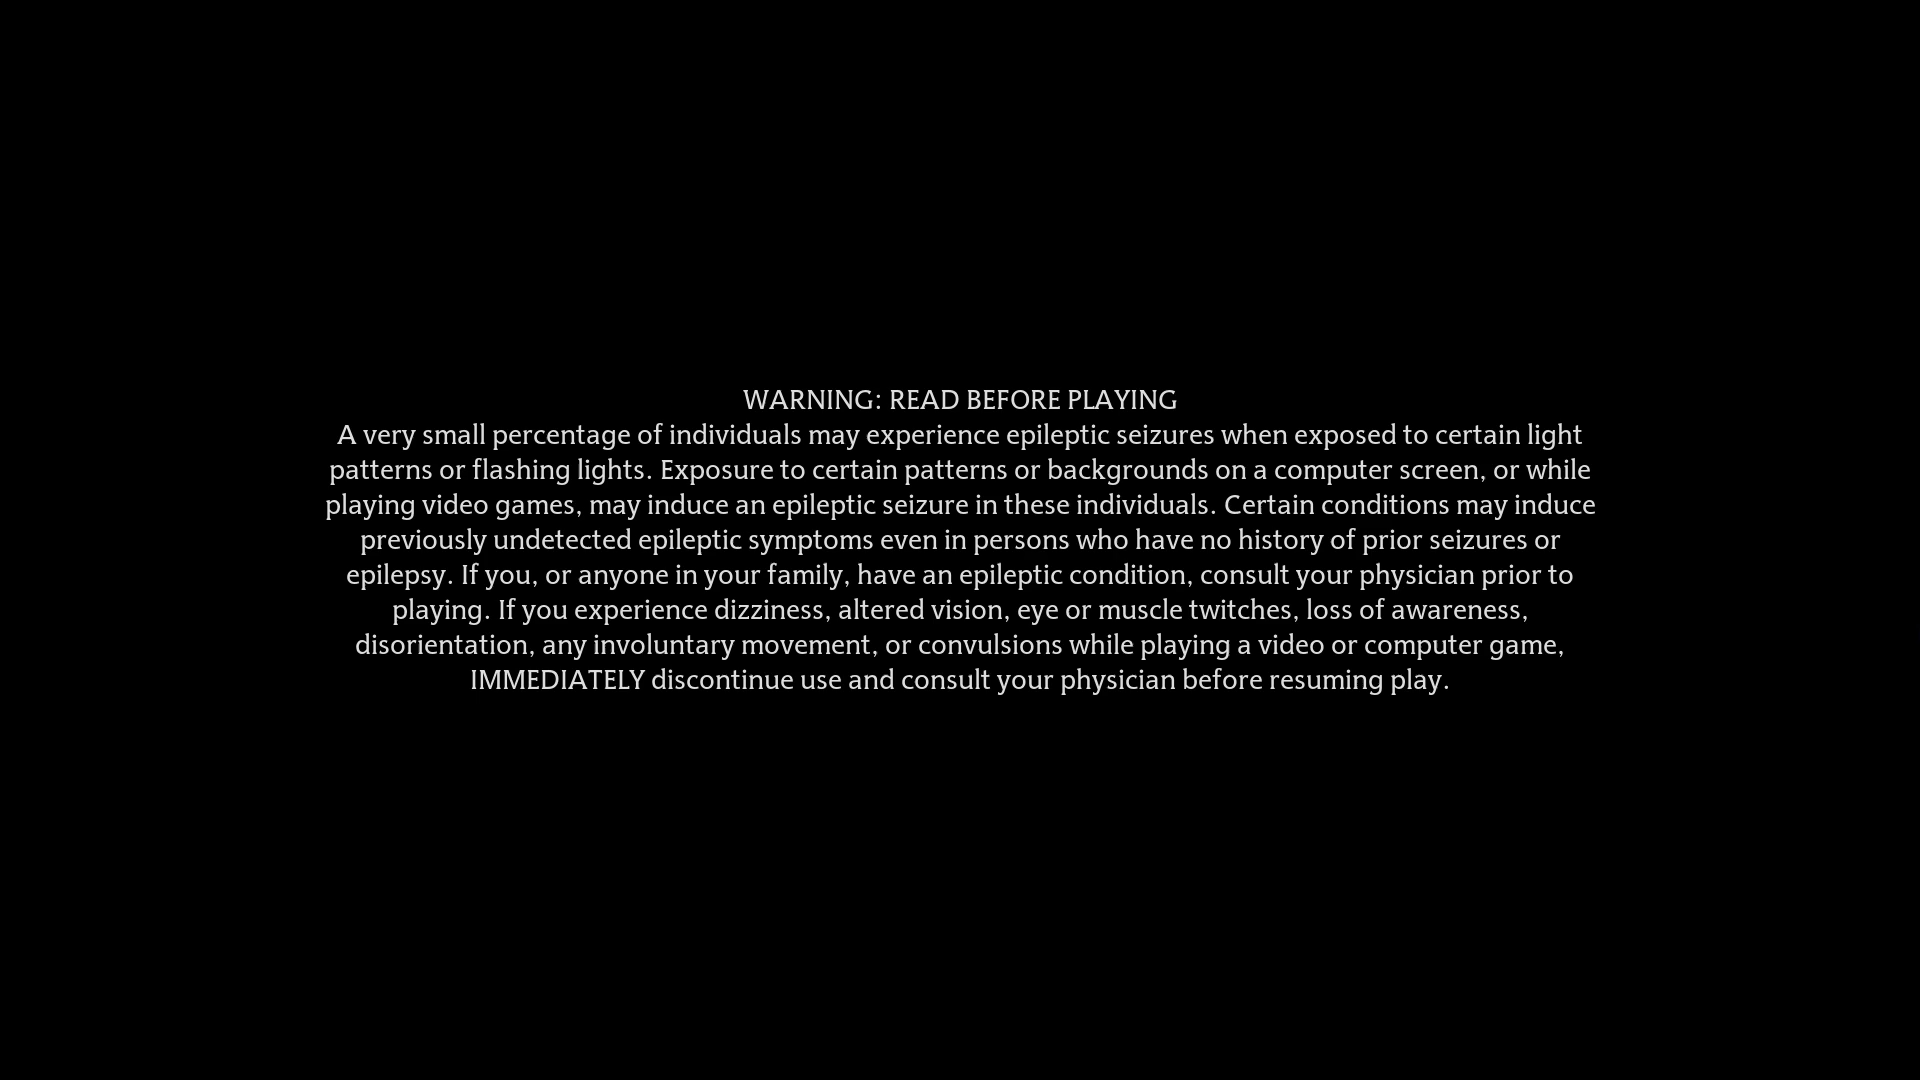 WARNING: READ BEFORE PLAYING
A very small percentage of individuals may experience epileptic seizures when exposed to certain light
patterns or flashing lights. Exposure to certain patterns or backgrounds on a computer screen, or while
playing video games, may induce an epileptic seizure in these individuals. Certain conditions may induce
previously undetected epileptic symptoms even in persons who have no history of prior seizures or
epilepsy. If you, or anyone in your family, have an epileptic condition, consult your physician prior to
playing. If you experience dizziness, altered vision, eye or muscle twitches, loss of awareness,
disorientation, any involuntary movement, or convulsions while playing a video or computer game,
IMMEDIATELY discontinue use and consult your physician before resuming play.